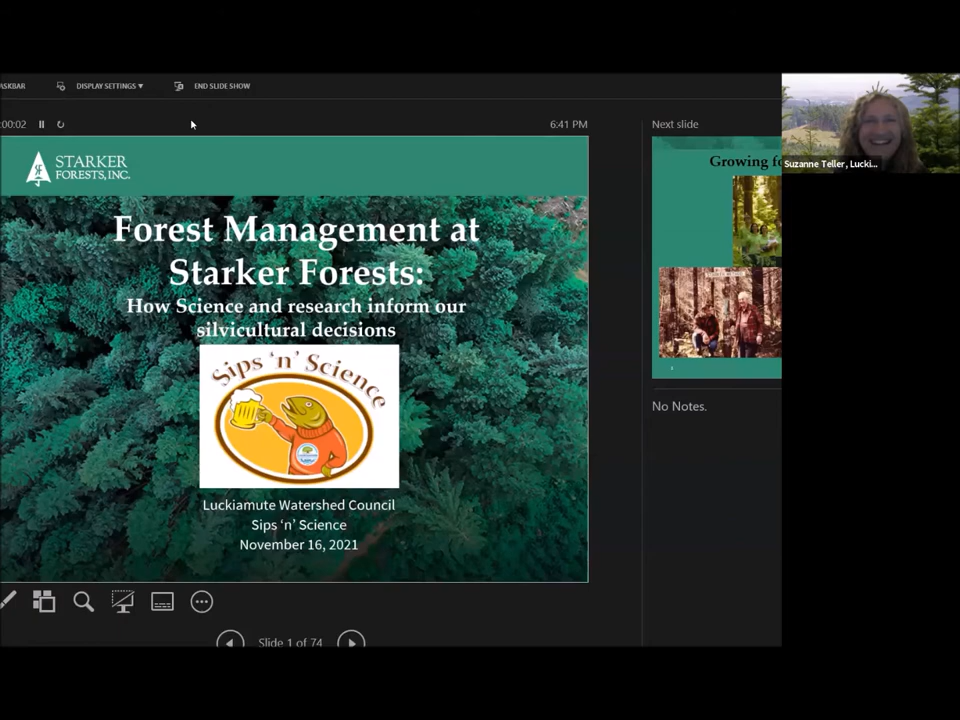 ASKBAR
DISPLAY SETTINGS ▼
END SLIDE SHOW
:00:02
6:41 PM
Next slide
STARKER
FORESTS, INC.
Forest Management at
Starker Forests:
How Science and research inform our
silvicultural decisions
Sips 'n' Science
Luckiamute Watershed Council
Sips 'n' Science
November 16, 2021
Slide 1 of 74
Growing fo
No Notes.
Suzanne Teller, Lucki...